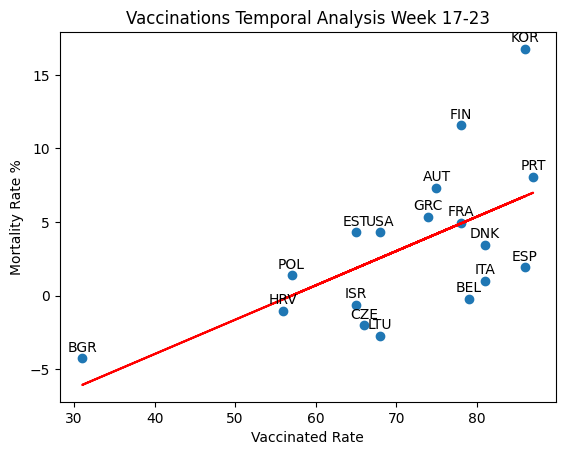 Vaccinations Temporal Analysis Week 17-23
KOR
15
FIN
10
PRT
AUT
GRC
FRA
EST USA
5
DNK
ESP
POL
ITA
0
ISR
BEL
HRV
CZE
LTU
BGR
−5
Mortality Rate %
30 40 50 60 70 80
Vaccinated Rate